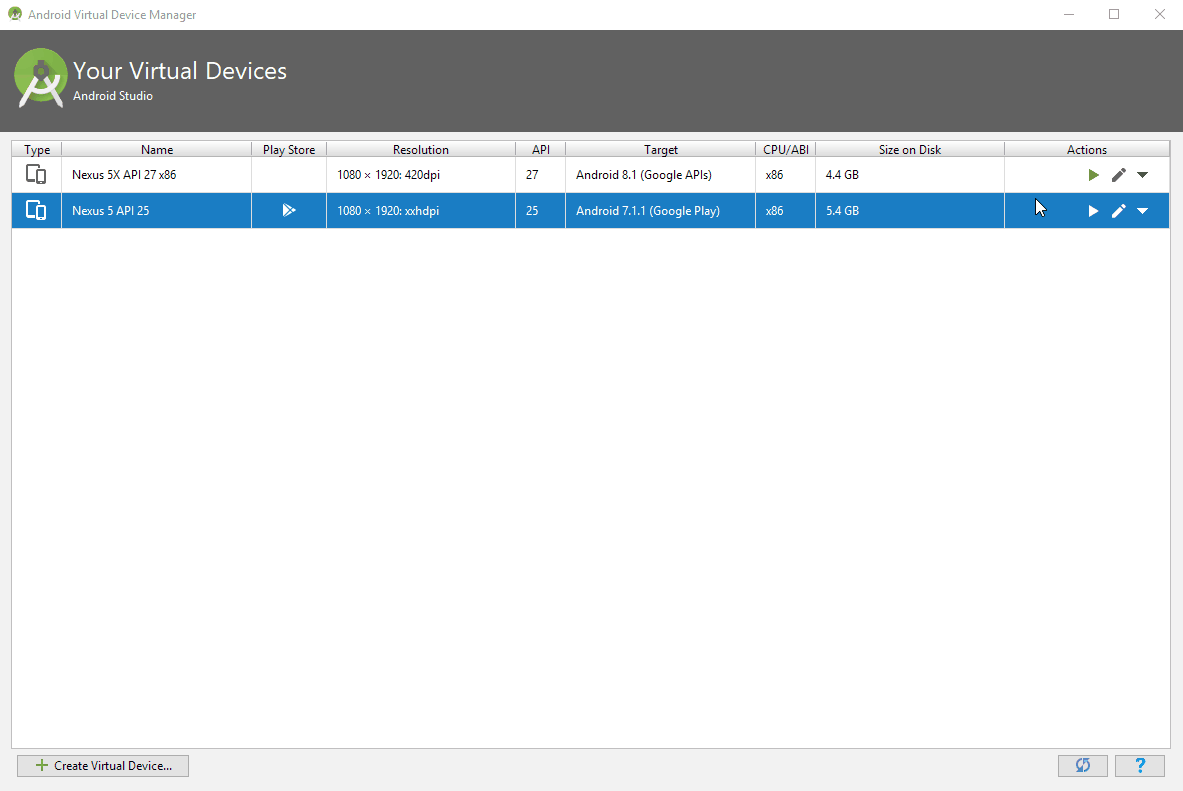 Android Virtual Device Manager
Your Virtual Devices
Android Studio
Type Name Play Store Resolution API Target CPU/ABI Size on Disk Actions
Nexus 5X API 27 x86 1080 × 1920: 420dpi 27 Android 8.1 (Google APIs) x86 4.4 GB
Nexus 5 API 25 1080 × 1920: xxhdpi 25 Android 7.1.1 (Google Play) x86 5.4 GB
Create Virtual Device...
?